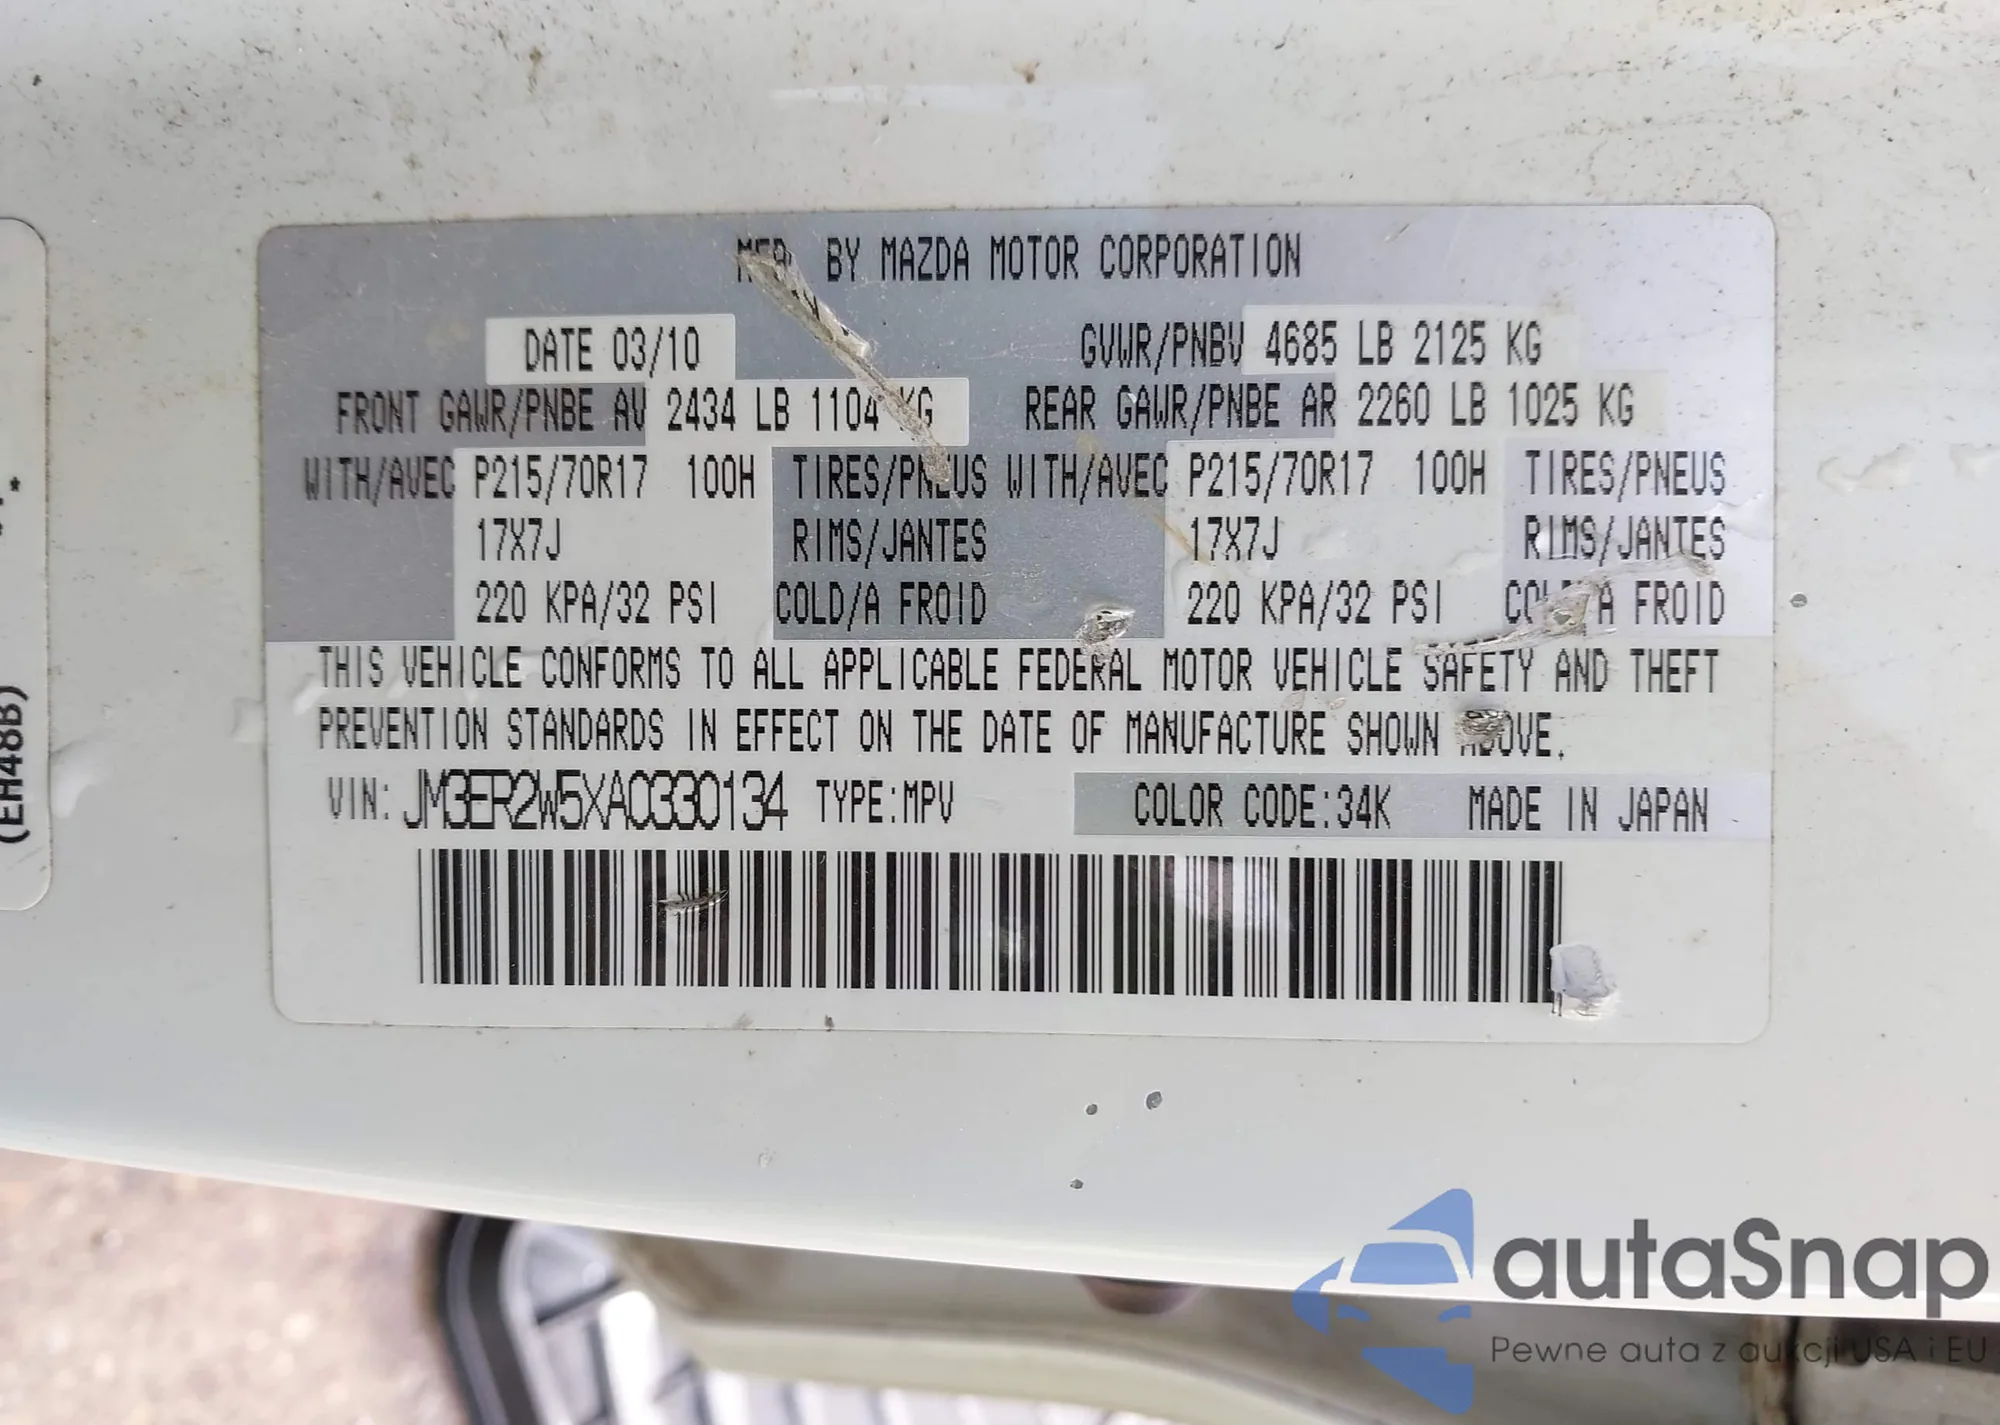 MFD. BY MAZDA MOTOR CORPORATION
DATE 03/10 GVWR/PNBV 4685 LB 2125 KG
FRONT GAWR/PNBE AV 2434 LB 1104 KG REAR GAWR/PNBE AR 2260 LB 1025 KG
WITH/AVEC P215/70R17 100H TIRES/PNEUS WITH/AVEC P215/70R17 100H TIRES/PNEUS
17X7J RIMS/JANTES 17X7J RIMS/JANTES
220 KPA/32 PSI COLD/A FROID 220 KPA/32 PSI COLD/A FROID
THIS VEHICLE CONFORMS TO ALL APPLICABLE FEDERAL MOTOR VEHICLE SAFETY AND THEFT
PREVENTION STANDARDS IN EFFECT ON THE DATE OF MANUFACTURE SHOWN ABOVE.
VIN: JM3ER2W5XA0330134 TYPE:MPV COLOR CODE:34K MADE IN JAPAN
(EH48B)
autaSnap
Pewne auta z aukcji USA i EU